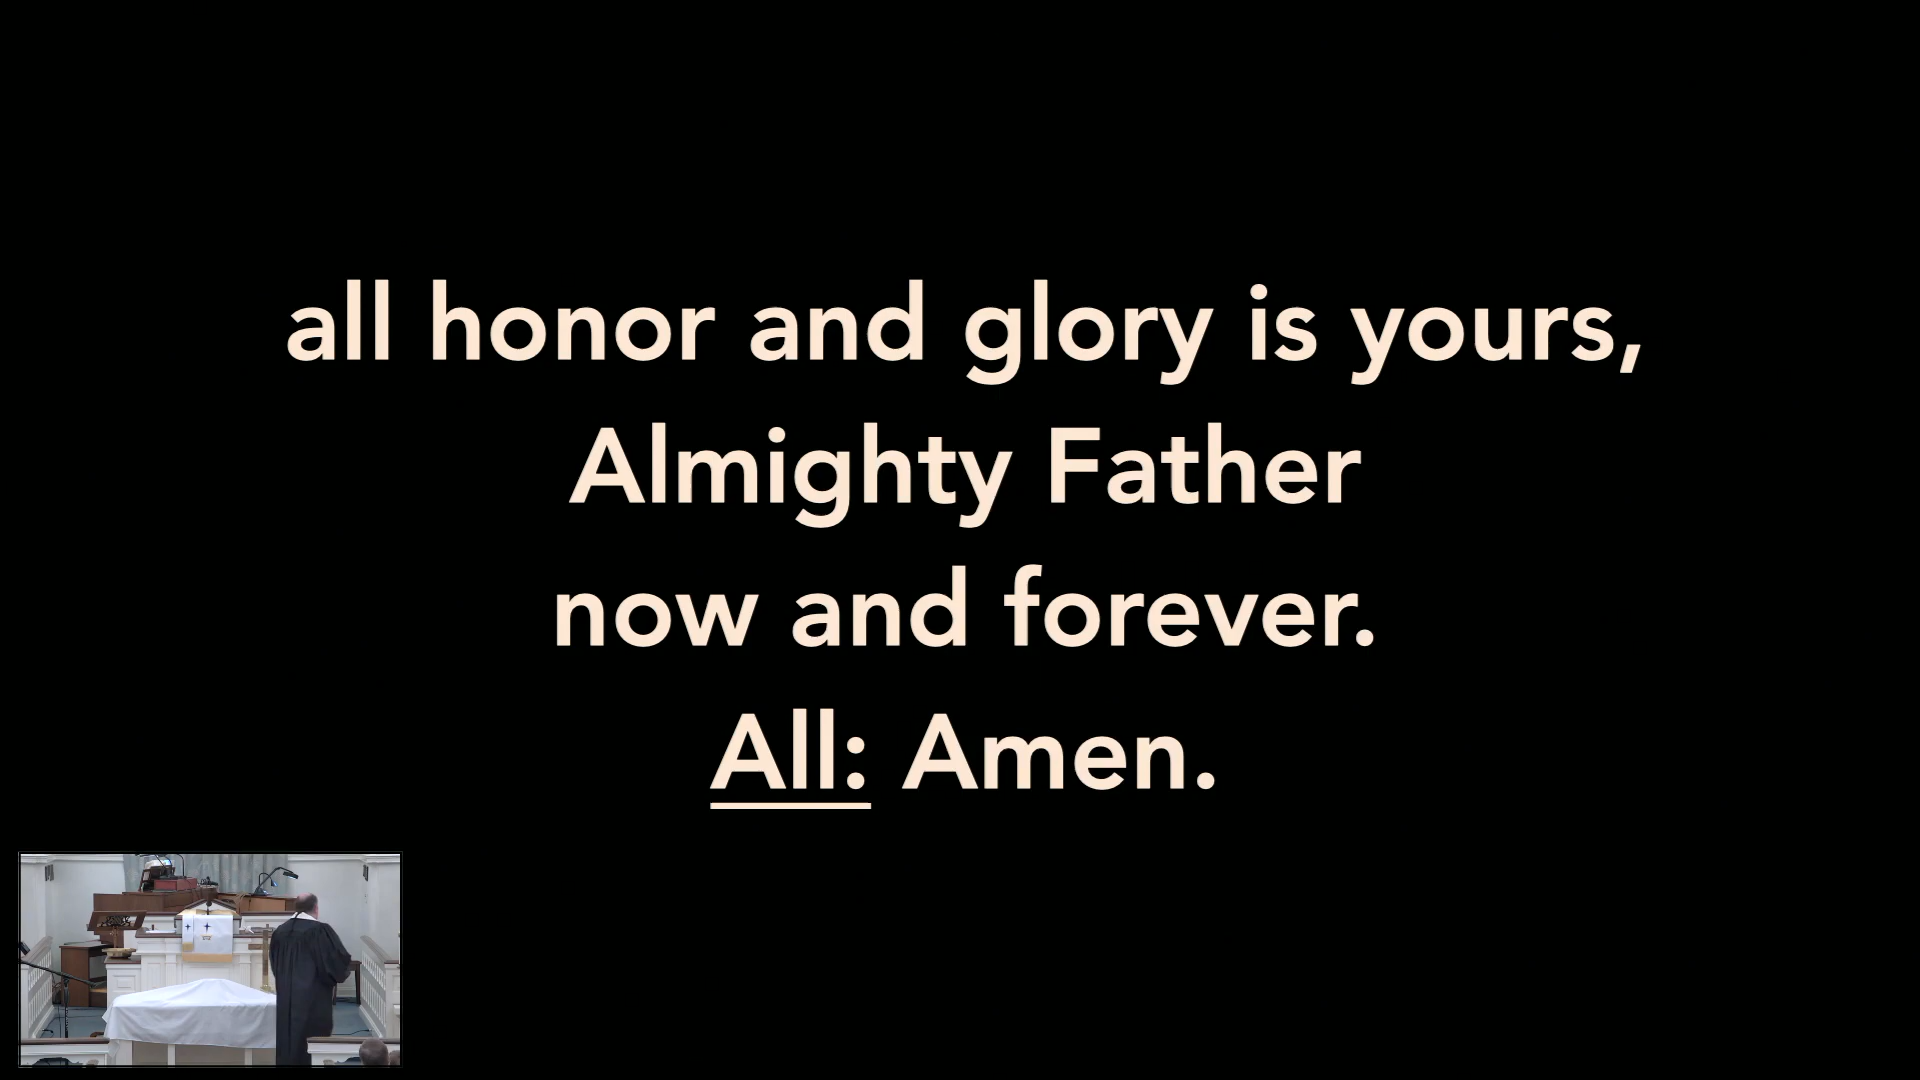 all honor and glory is yours,
Almighty Father
now and forever.
All: Amen.